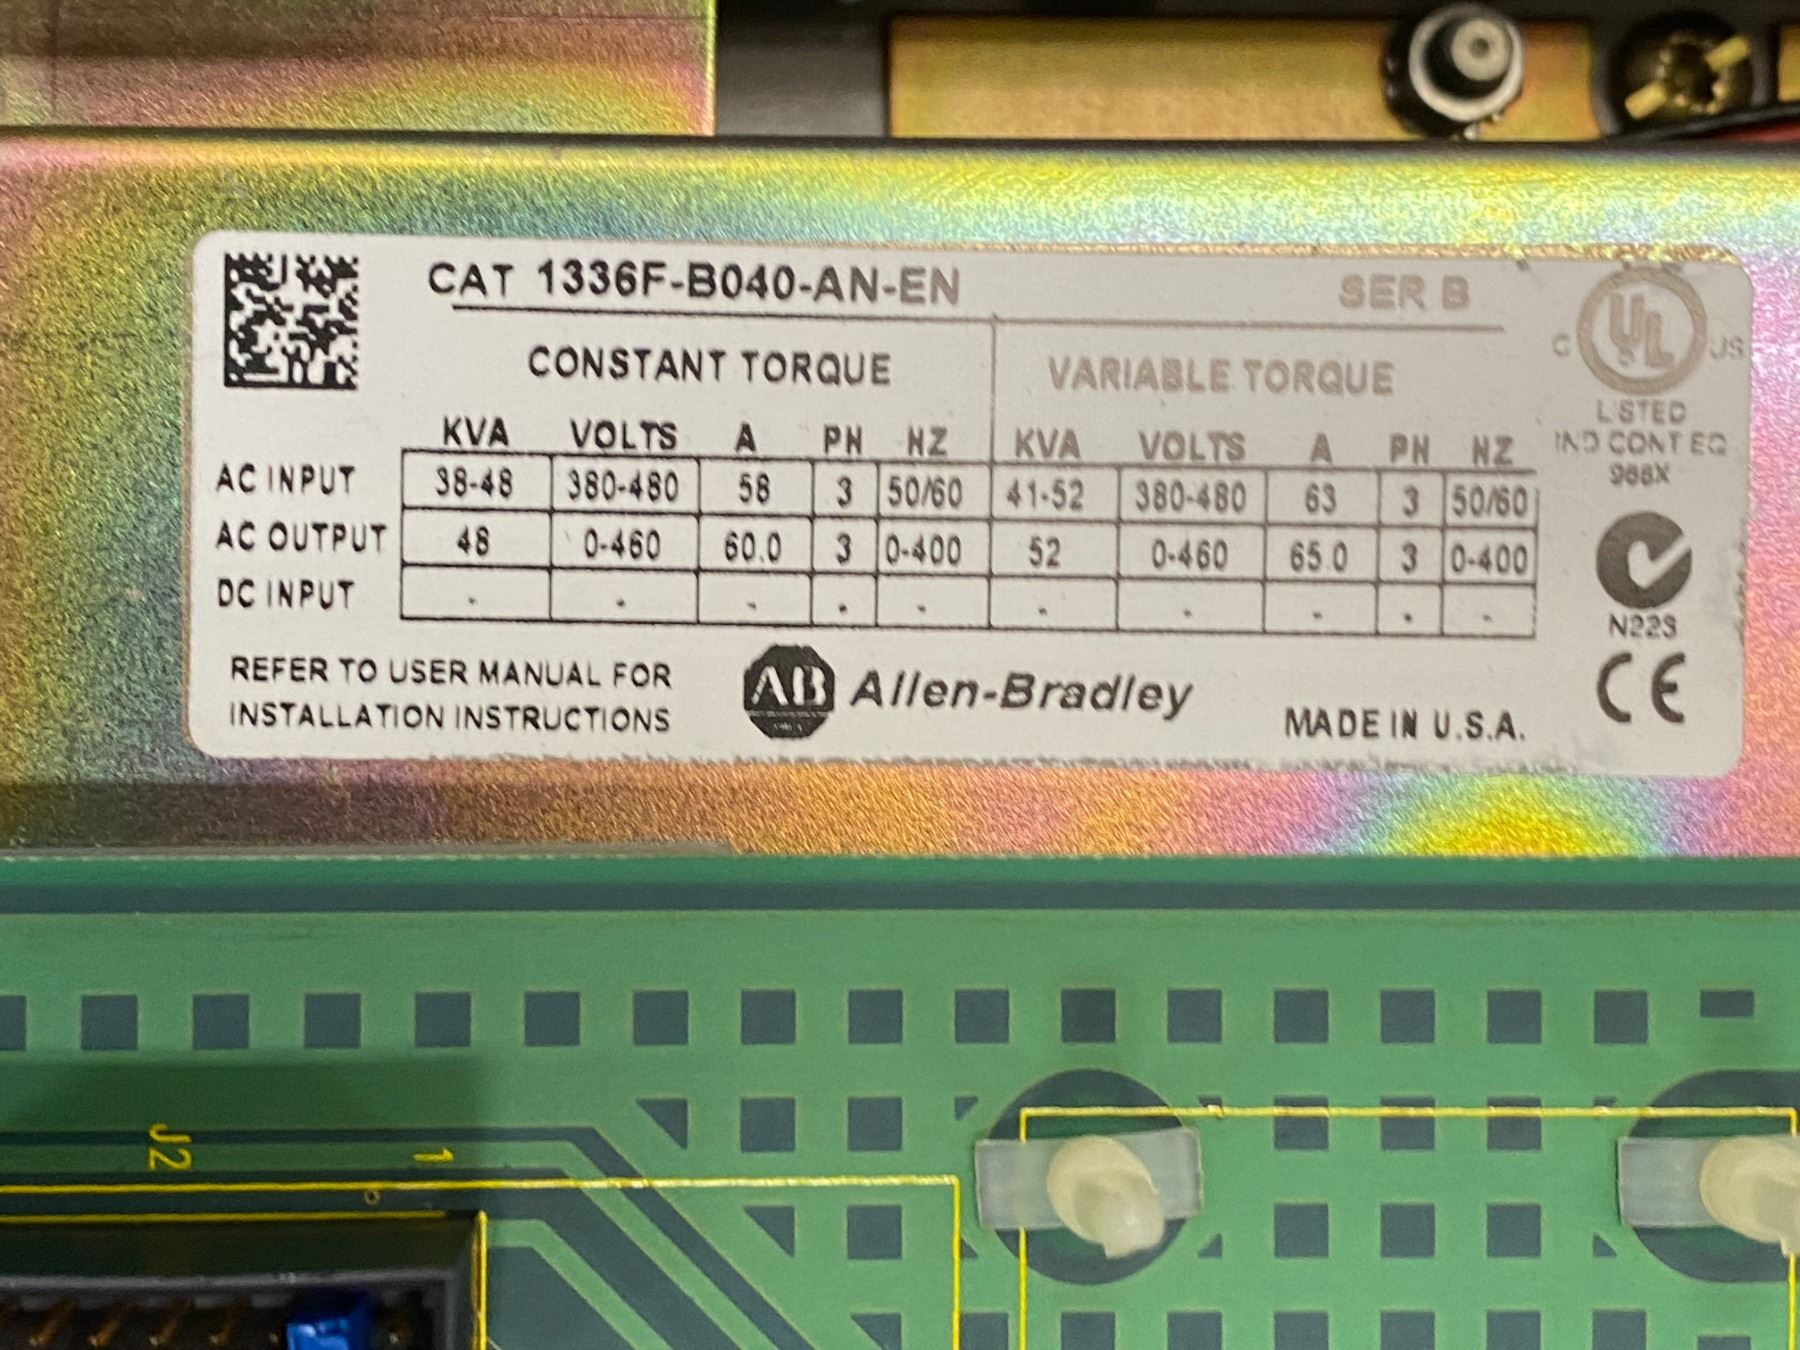 CAT 1336F-B040-AN-EN SER B
CONSTANT TORQUE VARIABLE TORQUE
KVA VOLTS A PH HZ KVA VOLTS A PH HZ
AC INPUT 38-48 380-480 58 3 50/60 41-52 380-480 63 3 50/60
AC OUTPUT 48 0-460 60.0 3 0-400 52 0-460 65.0 3 0-400
DC INPUT - - - - - - - - - -
C UL US
LISTED
IND CONT EQ
966X
N223
CE
REFER TO USER MANUAL FOR
INSTALLATION INSTRUCTIONS
AB Allen-Bradley
MADE IN U.S.A.
J2 1